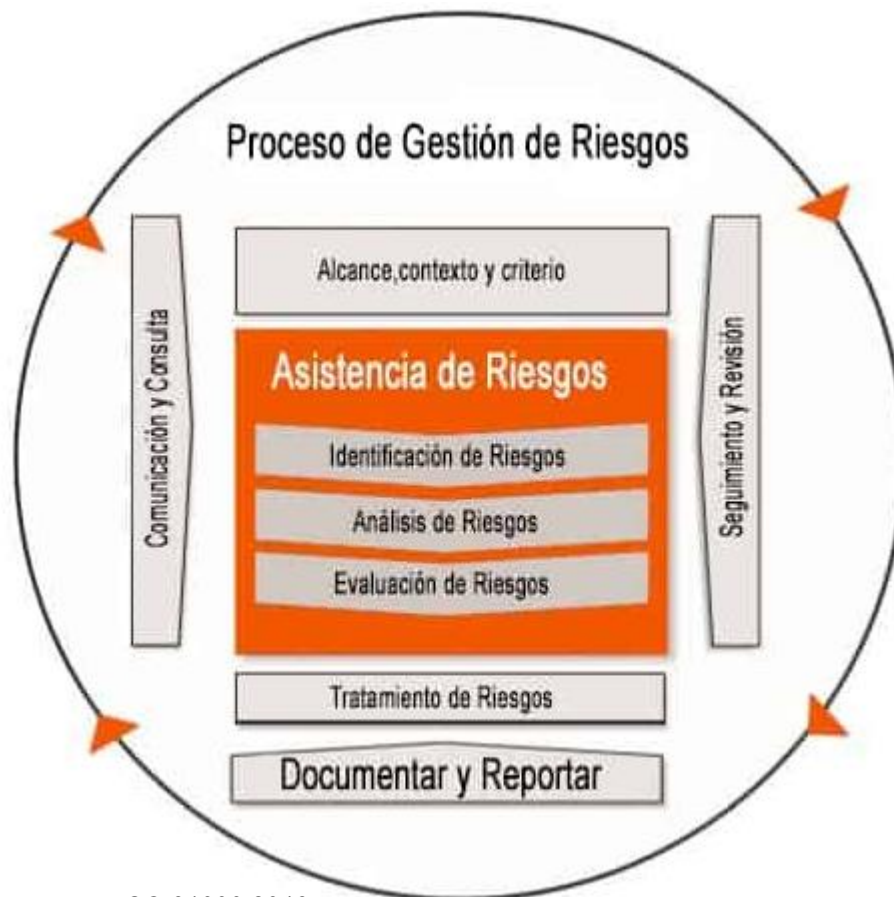 Proceso de Gestión de Riesgos
Alcance,contexto y criterio
Asistencia de Riesgos
Identificación de Riesgos
Análisis de Riesgos
Evaluación de Riesgos
Comunicación y Consulta
Seguimiento y Revisión
Tratamiento de Riesgos
Documentar y Reportar